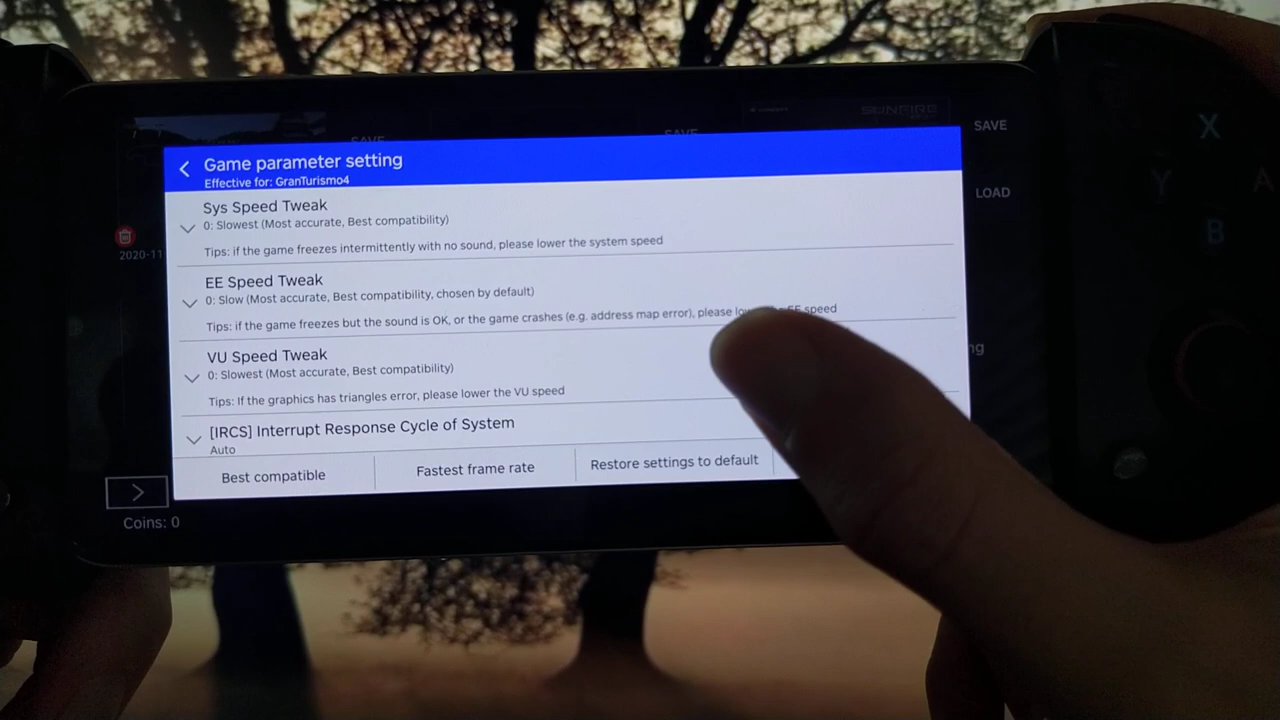 SUNFIRE
SAVE
SAVE
SAVE
Game parameter setting
Effective for: GranTurismo4
Sys Speed Tweak
0: Slowest (Most accurate, Best compatibility)
Tips: if the game freezes intermittently with no sound, please lower the system speed
LOAD
2020-11
EE Speed Tweak
0: Slow (Most accurate, Best compatibility, chosen by default)
Tips: if the game freezes but the sound is OK, or the game crashes (e.g. address map error), please speed
VU Speed Tweak
0: Slowest (Most accurate, Best compatibility)
Tips: If the graphics has triangles error, please lower the VU speed
[IRCS] Interrupt Response Cycle of System
Auto
Best compatible
Fastest frame rate
Restore settings to default
Coins: 0
X
Y
A
B